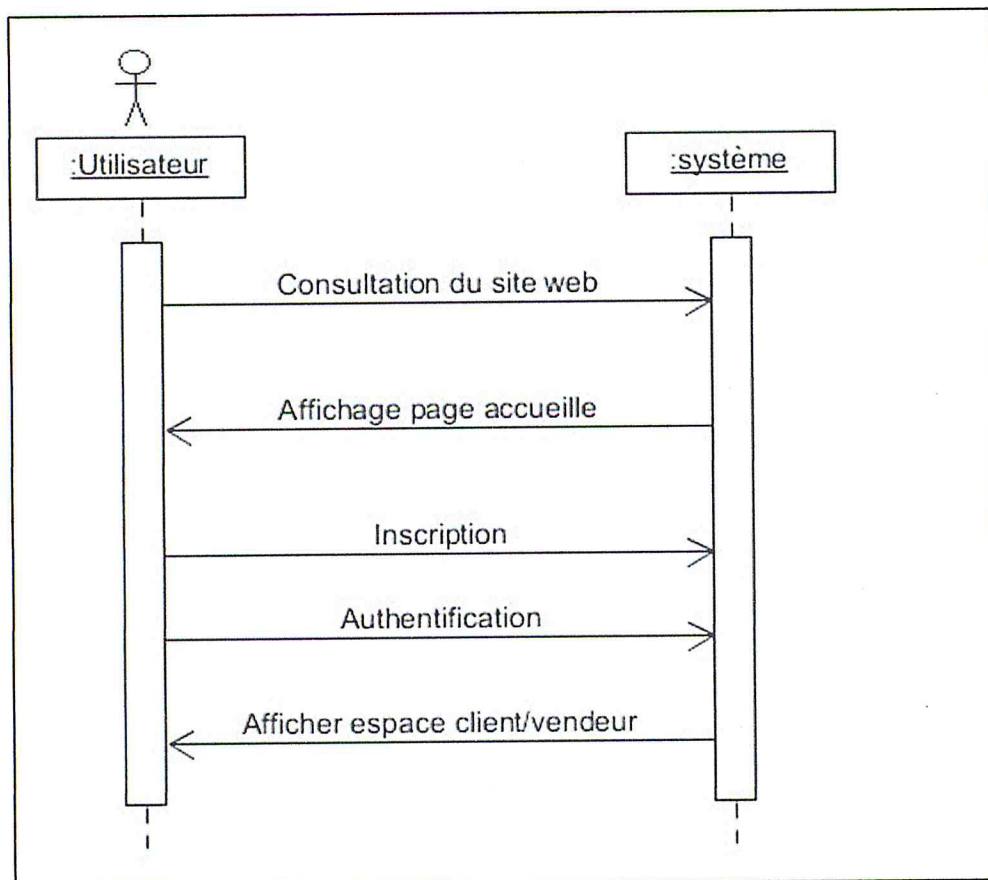 :Utilisateur
:système
Consultation du site web
Affichage page accueille
Inscription
Authentification
Afficher espace client/vendeur